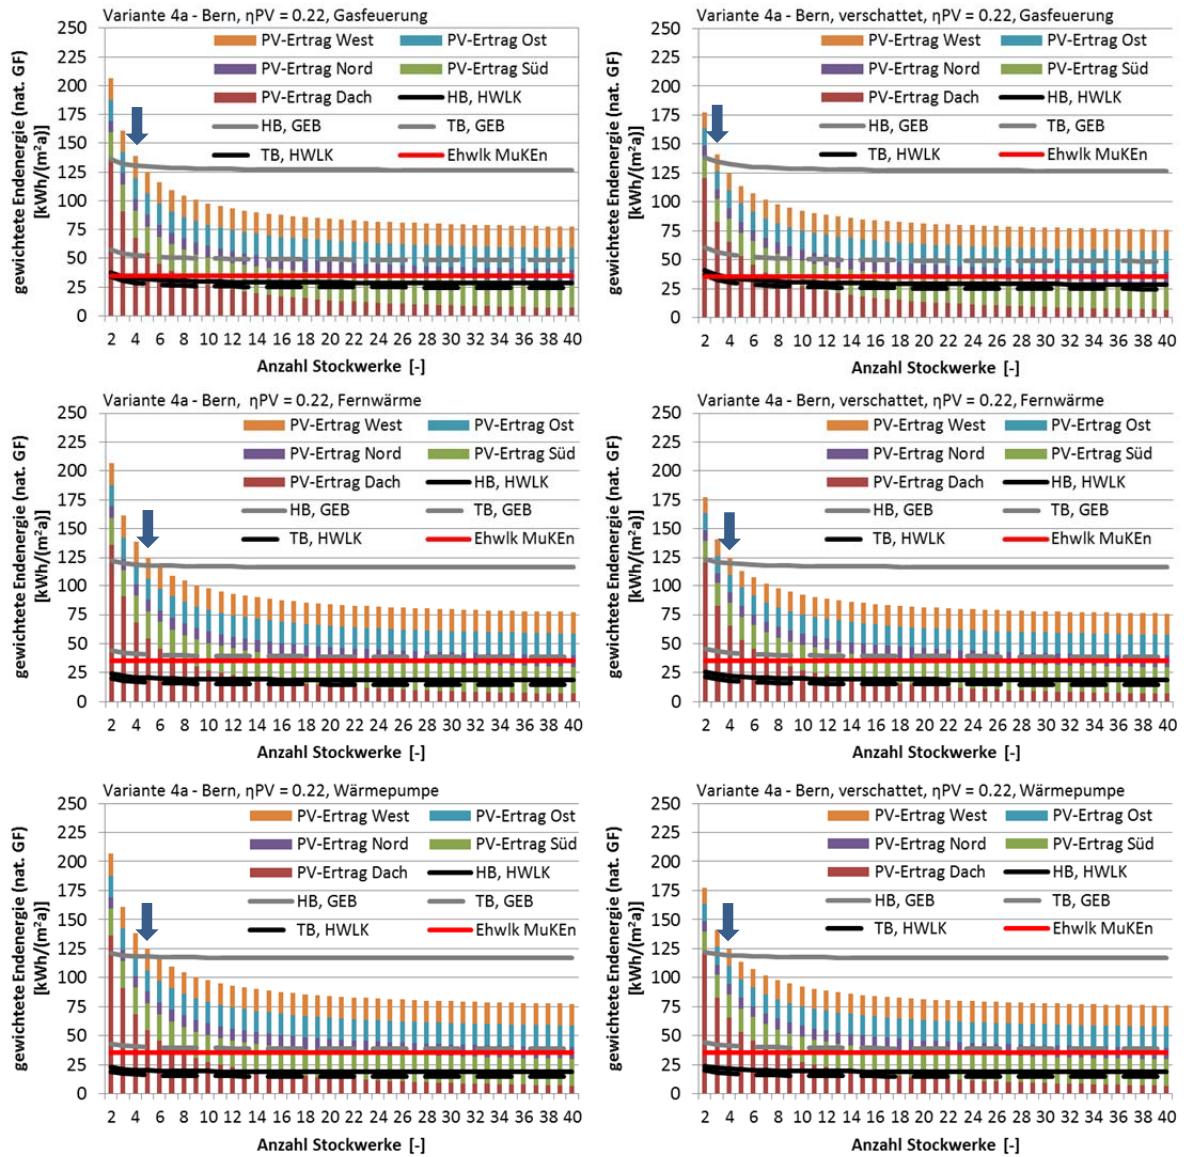 Variante 4a - Bern, ηPV = 0.22, Gasfeuerung
gewichtete Endenergie (nat. GF)
[kWh/(m²a)]
250
225
200
175
150
125
100
75
50
25
0
PV-Ertrag West
PV-Ertrag Ost
PV-Ertrag Nord
PV-Ertrag Süd
PV-Ertrag Dach
HB, HWLK
HB, GEB
TB, GEB
TB, HWLK
Ehwlk MuKEn
2 4 6 8 10 12 14 16 18 20 22 24 26 28 30 32 34 36 38 40
Anzahl Stockwerke [-]
Variante 4a - Bern, verschattet, ηPV = 0.22, Gasfeuerung
gewichtete Endenergie (nat. GF)
[kWh/(m²a)]
250
225
200
175
150
125
100
75
50
25
0
PV-Ertrag West
PV-Ertrag Ost
PV-Ertrag Nord
PV-Ertrag Süd
PV-Ertrag Dach
HB, HWLK
HB, GEB
TB, GEB
TB, HWLK
Ehwlk MuKEn
2 4 6 8 10 12 14 16 18 20 22 24 26 28 30 32 34 36 38 40
Anzahl Stockwerke [-]
Variante 4a - Bern, ηPV = 0.22, Fernwärme
gewichtete Endenergie (nat. GF)
[kWh/(m²a)]
250
225
200
175
150
125
100
75
50
25
0
PV-Ertrag West
PV-Ertrag Ost
PV-Ertrag Nord
PV-Ertrag Süd
PV-Ertrag Dach
HB, HWLK
HB, GEB
TB, GEB
TB, HWLK
Ehwlk MuKEn
2 4 6 8 10 12 14 16 18 20 22 24 26 28 30 32 34 36 38 40
Anzahl Stockwerke [-]
Variante 4a - Bern, verschattet, ηPV = 0.22, Fernwärme
gewichtete Endenergie (nat. GF)
[kWh/(m²a)]
250
225
200
175
150
125
100
75
50
25
0
PV-Ertrag West
PV-Ertrag Ost
PV-Ertrag Nord
PV-Ertrag Süd
PV-Ertrag Dach
HB, HWLK
HB, GEB
TB, GEB
TB, HWLK
Ehwlk MuKEn
2 4 6 8 10 12 14 16 18 20 22 24 26 28 30 32 34 36 38 40
Anzahl Stockwerke [-]
Variante 4a - Bern, ηPV = 0.22, Wärmepumpe
gewichtete Endenergie (nat. GF)
[kWh/(m²a)]
250
225
200
175
150
125
100
75
50
25
0
PV-Ertrag West
PV-Ertrag Ost
PV-Ertrag Nord
PV-Ertrag Süd
PV-Ertrag Dach
HB, HWLK
HB, GEB
TB, GEB
TB, HWLK
Ehwlk MuKEn
2 4 6 8 10 12 14 16 18 20 22 24 26 28 30 32 34 36 38 40
Anzahl Stockwerke [-]
Variante 4a - Bern, verschattet, ηPV = 0.22, Wärmepumpe
gewichtete Endenergie (nat. GF)
[kWh/(m²a)]
250
225
200
175
150
125
100
75
50
25
0
PV-Ertrag West
PV-Ertrag Ost
PV-Ertrag Nord
PV-Ertrag Süd
PV-Ertrag Dach
HB, HWLK
HB, GEB
TB, GEB
TB, HWLK
Ehwlk MuKEn
2 4 6 8 10 12 14 16 18 20 22 24 26 28 30 32 34 36 38 40
Anzahl Stockwerke [-]